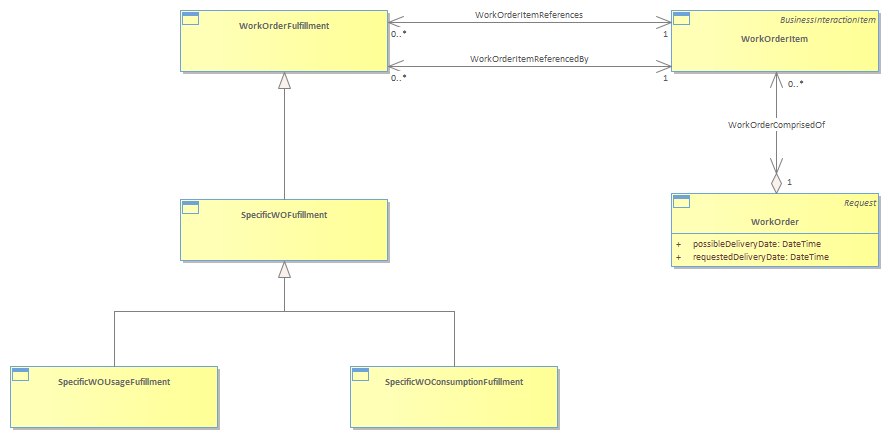 WorkOrderFulfillment
WorkOrderItemReferences
0..*
1
WorkOrderItemReferencedBy
0..*
1
BusinessInteractionItem
WorkOrderItem
0..*
WorkOrderComprisedOf
1
Request
WorkOrder
+ possibleDeliveryDate: DateTime
+ requestedDeliveryDate: DateTime
SpecificWOFufillment
SpecificWOUsageFufillment
SpecificWOConsumptionFufillment